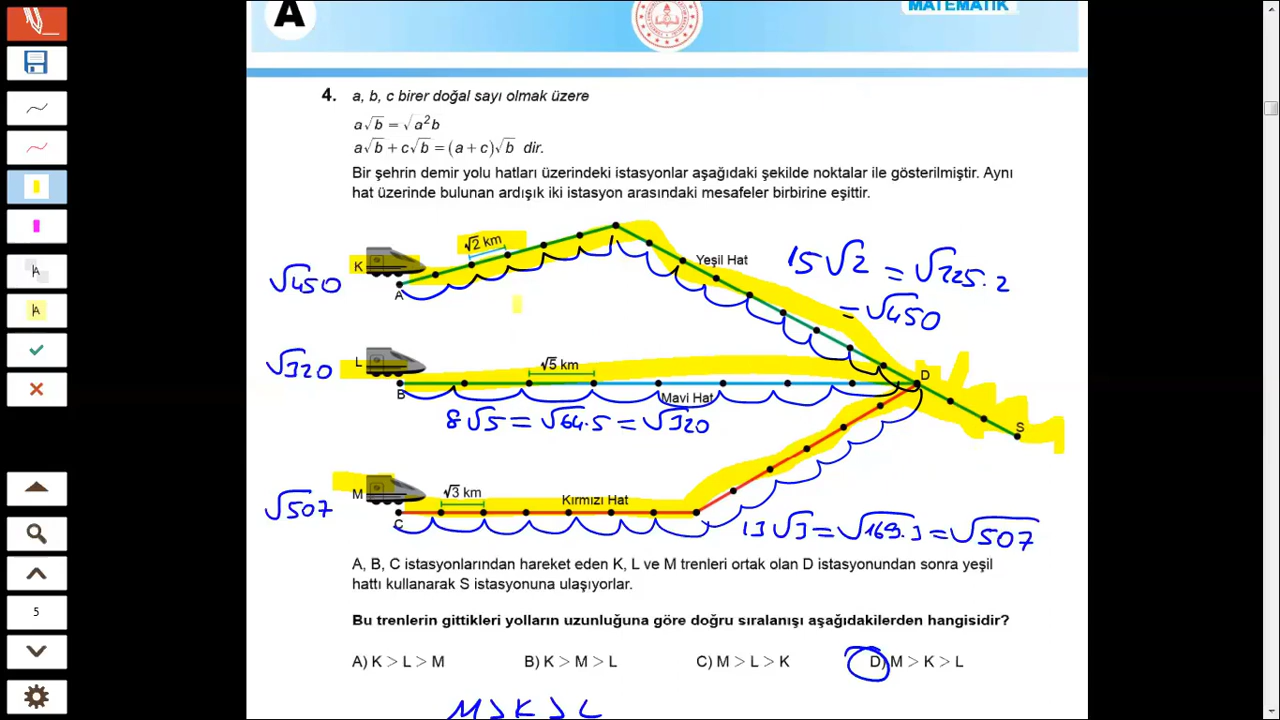 A
MATEMATİK
4. a, b, c birer doğal sayı olmak üzere
a√b = √a²b
a√b + c√b = (a + c)√b dir.
Bir şehrin demir yolu hatları üzerindeki istasyonlar aşağıdaki şekilde noktalar ile gösterilmiştir. Aynı
hat üzerinde bulunan ardışık iki istasyon arasındaki mesafeler birbirine eşittir.
√2 km
K
A
Yeşil Hat
15√2 = √225.2
= √450
√450
L
B
√5 km
Mavi Hat
D
√320
8√5 = √64.5 = √320
S
M
C
√3 km
Kırmızı Hat
√507
13√3 = √169.3 = √507
A, B, C istasyonlarından hareket eden K, L ve M trenleri ortak olan D istasyonundan sonra yeşil
hattı kullanarak S istasyonuna ulaşıyorlar.
Bu trenlerin gittikleri yolların uzunluğuna göre doğru sıralanışı aşağıdakilerden hangisidir?
A) K > L > M B) K > M > L C) M > L > K D) M > K > L
M > K > L
A
A
5